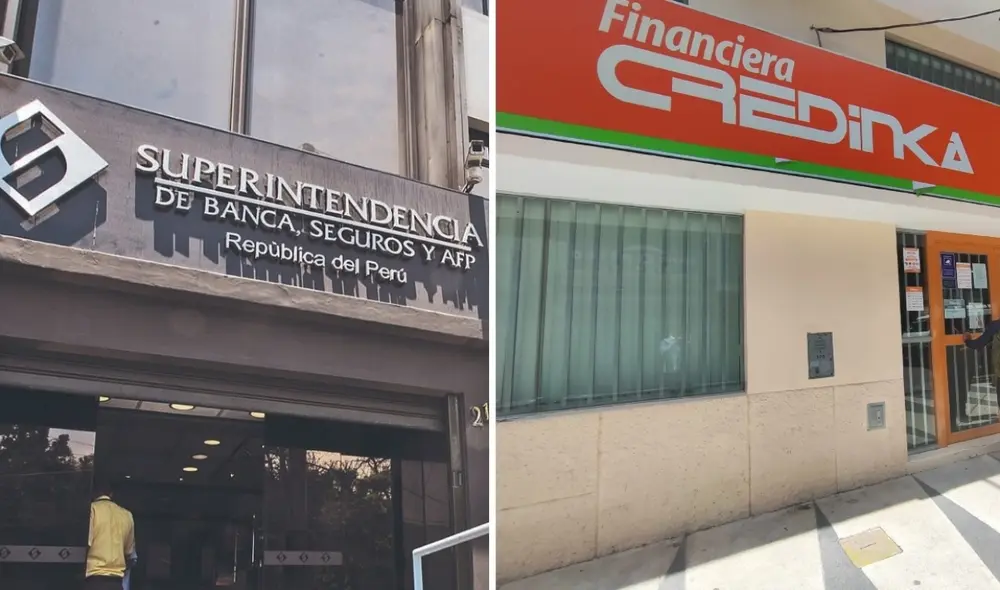 SUPERINTENDENCIA
DE BANCA, SEGUROS Y AFP
República del Perú
Financiera
CREDINKA